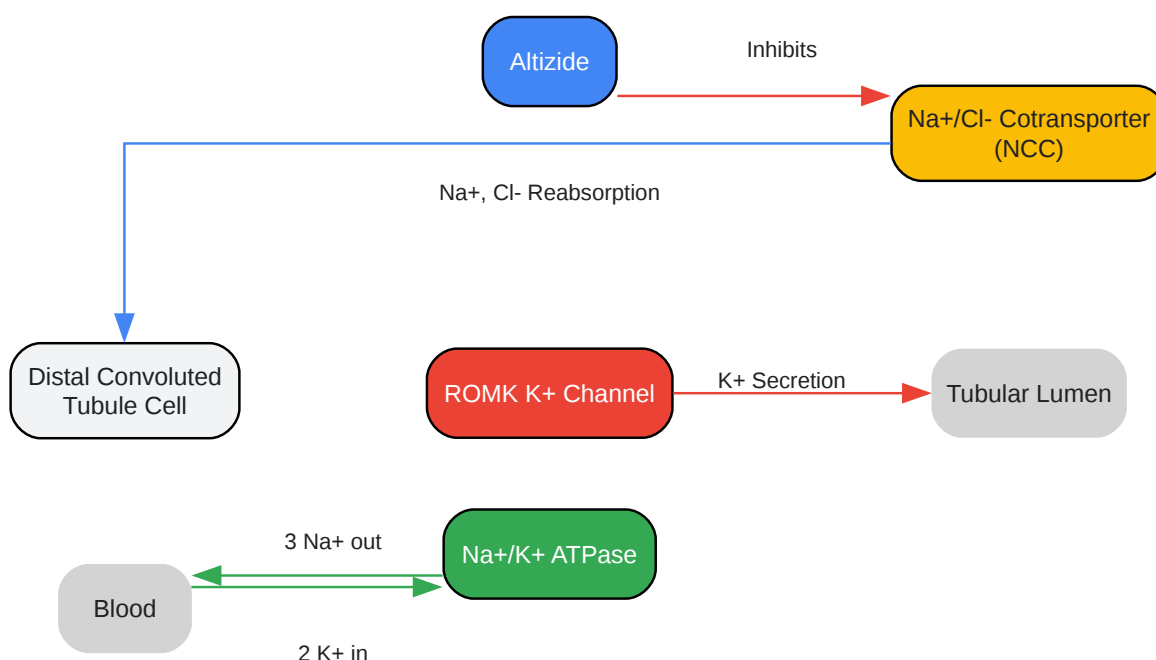 Altizide
Inhibits
Na+/Cl- Cotransporter
(NCC)
Na+, Cl- Reabsorption
Distal Convoluted
Tubule Cell
ROMK K+ Channel
K+ Secretion
Tubular Lumen
3 Na+ out
Na+/K+ ATPase
Blood
2 K+ in